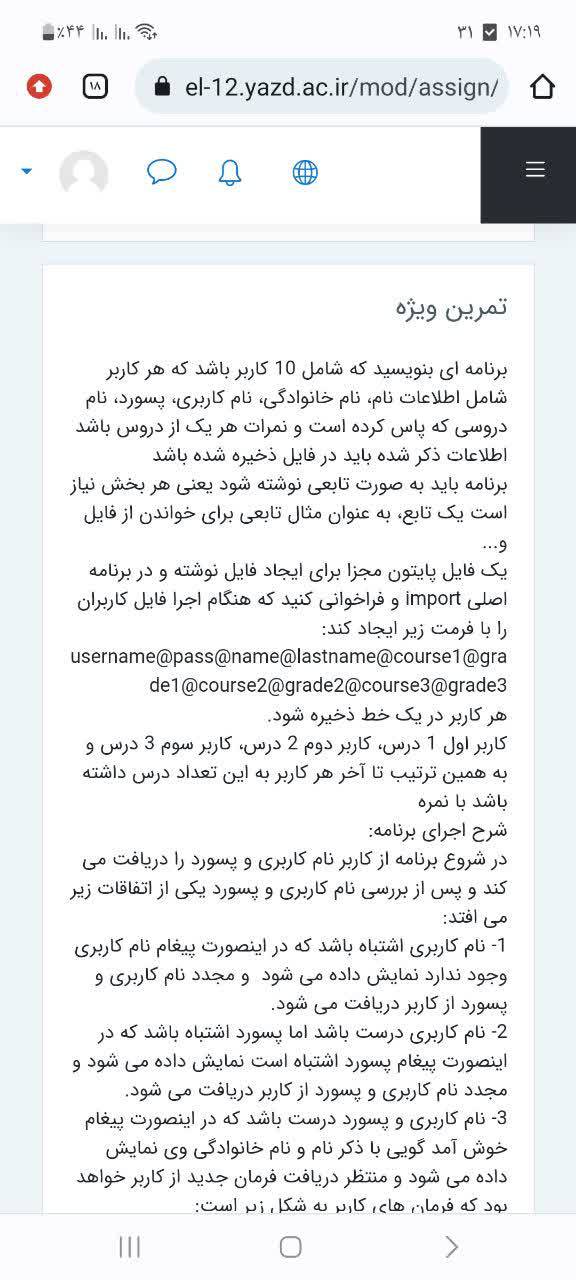 ٪۴۴ ۳۱ ۱۷:۱۹
۱۸ el-12.yazd.ac.ir/mod/assign/
تمرین ویژه
برنامه ای بنویسید که شامل 10 کاربر باشد که هر کاربر
شامل اطلاعات نام، نام خانوادگی، نام کاربری، پسورد، نام
دروسی که پاس کرده است و نمرات هر یک از دروس باشد
اطلاعات ذکر شده باید در فایل ذخیره شده باشد
برنامه باید به صورت تابعی نوشته شود یعنی هر بخش نیاز
است یک تابع، به عنوان مثال تابعی برای خواندن از فایل
و...
یک فایل پایتون مجزا برای ایجاد فایل نوشته و در برنامه
اصلی import و فراخوانی کنید که هنگام اجرا فایل کاربران
را با فرمت زیر ایجاد کند:
username@pass@name@lastname@course1@gra
de1@course2@grade2@course3@grade3
هر کاربر در یک خط ذخیره شود.
کاربر اول 1 درس، کاربر دوم 2 درس، کاربر سوم 3 درس و
به همین ترتیب تا آخر هر کاربر به این تعداد درس داشته
باشد با نمره
شرح اجرای برنامه:
در شروع برنامه از کاربر نام کاربری و پسورد را دریافت می
کند و پس از بررسی نام کاربری و پسورد یکی از اتفاقات زیر
می افتد:
1- نام کاربری اشتباه باشد که در اینصورت پیغام نام کاربری
وجود ندارد نمایش داده می شود و مجدد نام کاربری و
پسورد از کاربر دریافت می شود.
2- نام کاربری درست باشد اما پسورد اشتباه باشد که در
اینصورت پیغام پسورد اشتباه است نمایش داده می شود و
مجدد نام کاربری و پسورد از کاربر دریافت می شود.
3- نام کاربری و پسورد درست باشد که در اینصورت پیغام
خوش آمد گویی با ذکر نام و نام خانوادگی وی نمایش
داده می شود و منتظر دریافت فرمان جدید از کاربر خواهد
بود که فرمان های کاربر به شکل زیر است: